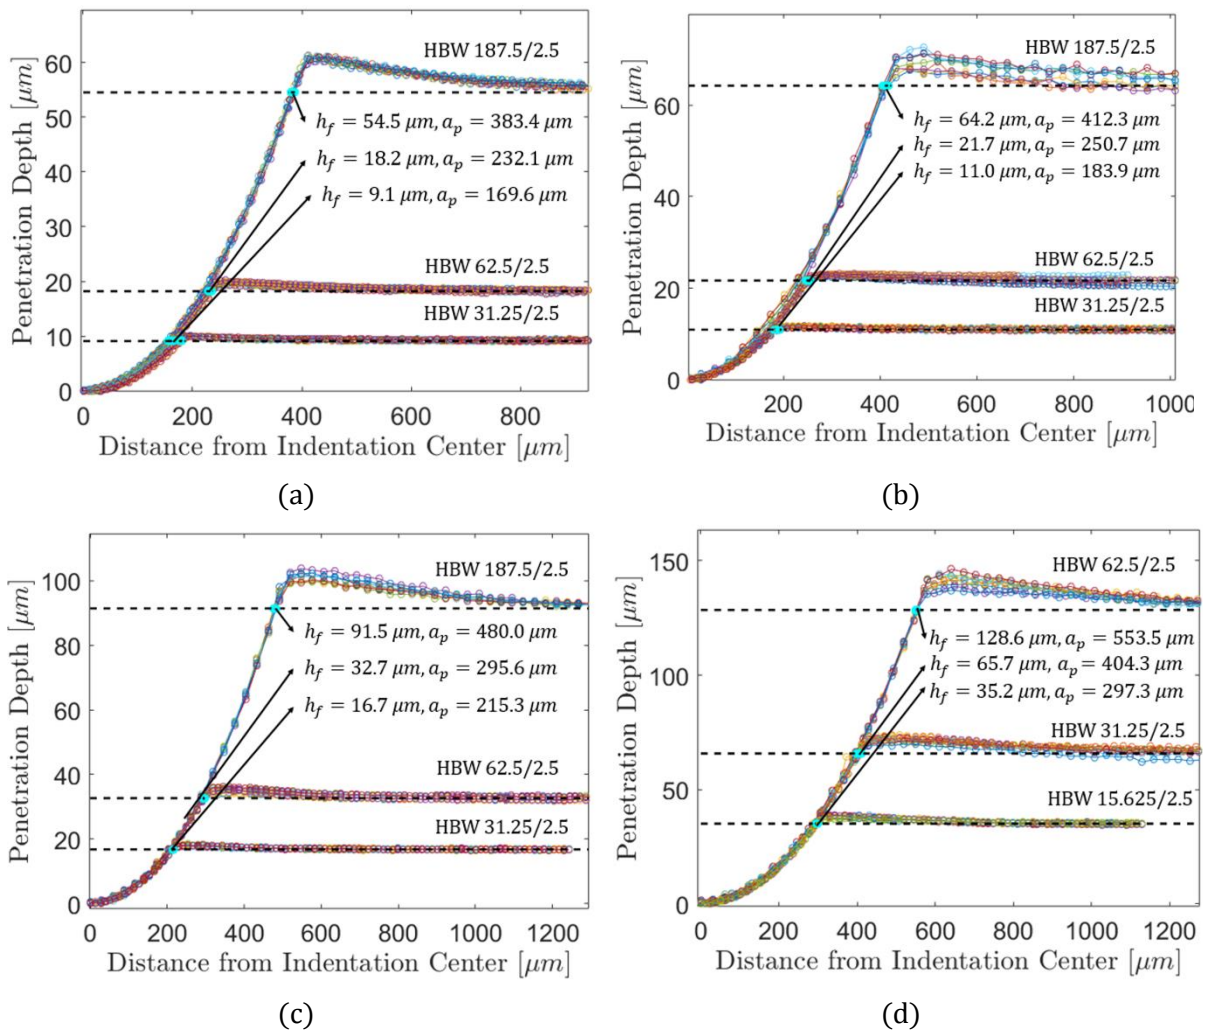 HBW 187.5/2.5
h_f = 54.5 μm, a_p = 383.4 μm
h_f = 18.2 μm, a_p = 232.1 μm
h_f = 9.1 μm, a_p = 169.6 μm
HBW 62.5/2.5
HBW 31.25/2.5
Penetration Depth [μm]
0 10 20 30 40 50 60
0 200 400 600 800
Distance from Indentation Center [μm]
(a)
HBW 187.5/2.5
h_f = 64.2 μm, a_p = 412.3 μm
h_f = 21.7 μm, a_p = 250.7 μm
h_f = 11.0 μm, a_p = 183.9 μm
HBW 62.5/2.5
HBW 31.25/2.5
Penetration Depth [μm]
0 20 40 60
200 400 600 800 1000
Distance from Indentation Center [μm]
(b)
HBW 187.5/2.5
h_f = 91.5 μm, a_p = 480.0 μm
h_f = 32.7 μm, a_p = 295.6 μm
h_f = 16.7 μm, a_p = 215.3 μm
HBW 62.5/2.5
HBW 31.25/2.5
Penetration Depth [μm]
0 20 40 60 80 100
0 200 400 600 800 1000 1200
Distance from Indentation Center [μm]
(c)
HBW 62.5/2.5
h_f = 128.6 μm, a_p = 553.5 μm
h_f = 65.7 μm, a_p = 404.3 μm
h_f = 35.2 μm, a_p = 297.3 μm
HBW 31.25/2.5
HBW 15.625/2.5
Penetration Depth [μm]
0 50 100 150
0 200 400 600 800 1000 1200
Distance from Indentation Center [μm]
(d)